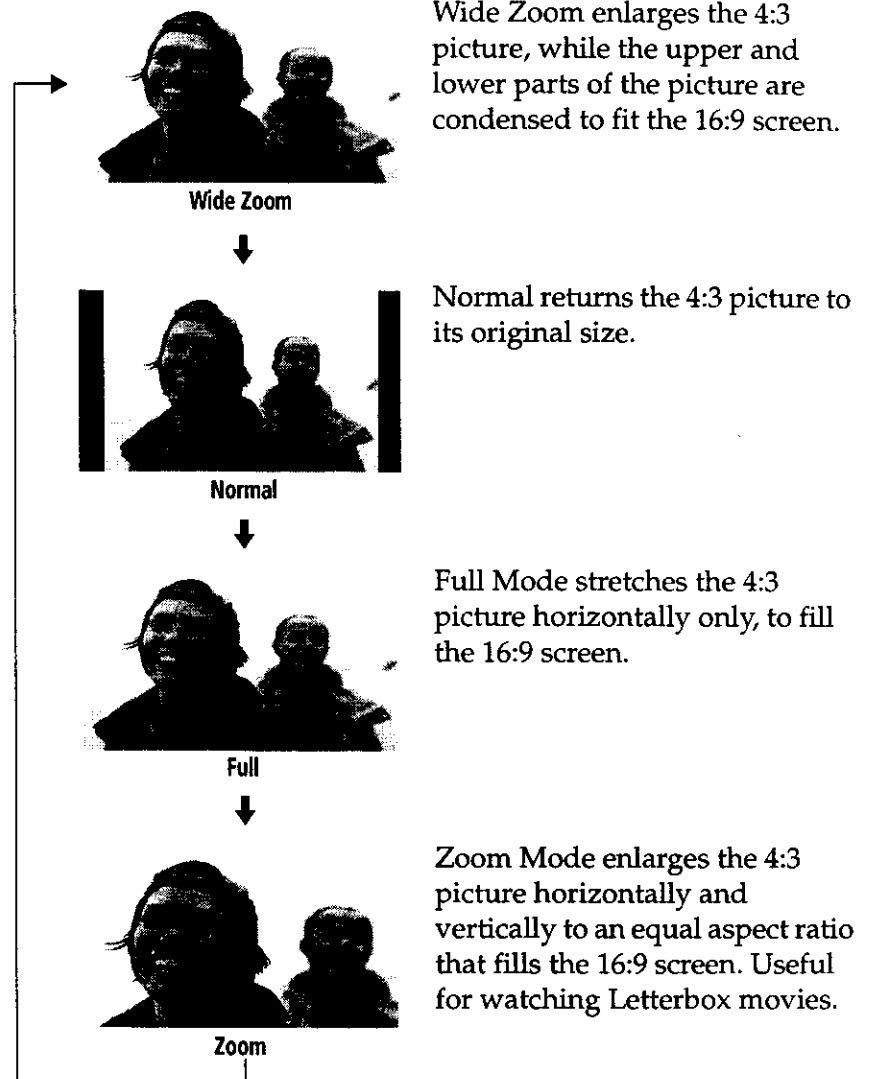 Wide Zoom enlarges the 4:3
picture, while the upper and
lower parts of the picture are
condensed to fit the 16:9 screen.
Wide Zoom
Normal returns the 4:3 picture to
its original size.
Normal
Full Mode stretches the 4:3
picture horizontally only, to fill
the 16:9 screen.
Full
Zoom Mode enlarges the 4:3
picture horizontally and
vertically to an equal aspect ratio
that fills the 16:9 screen. Useful
for watching Letterbox movies.
Zoom